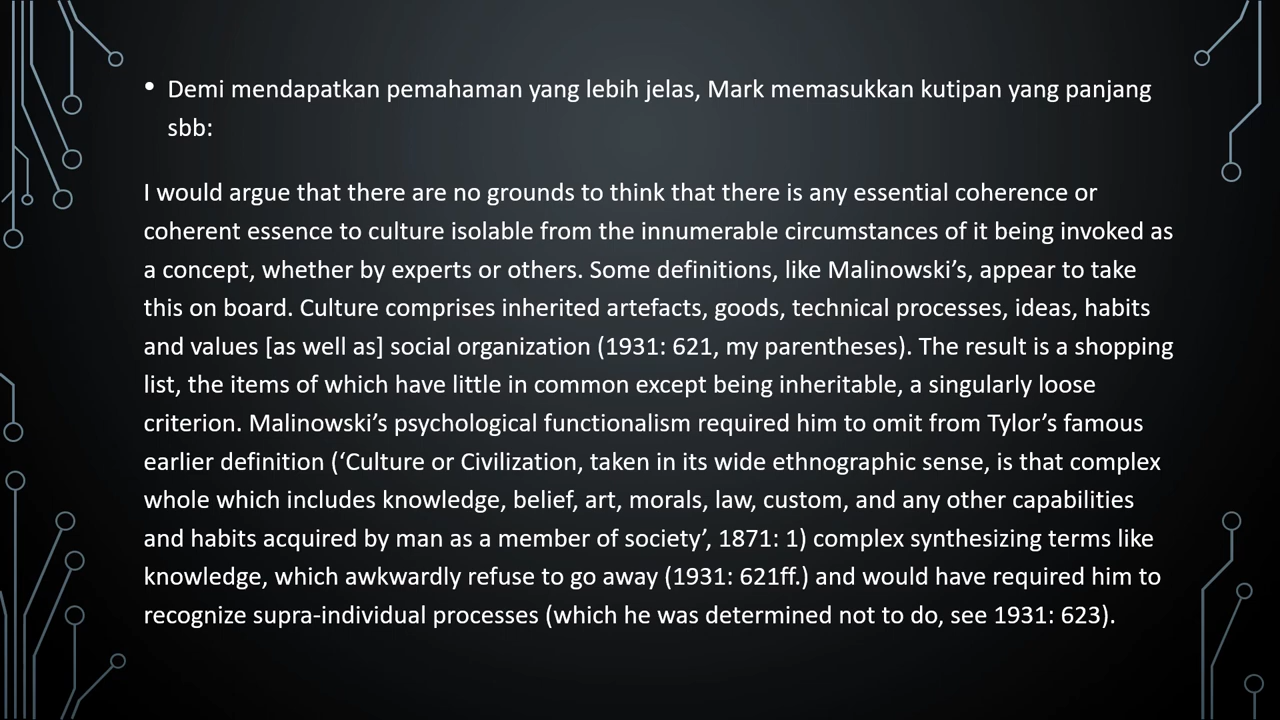 • Demi mendapatkan pemahaman yang lebih jelas, Mark memasukkan kutipan yang panjang
sbb:
I would argue that there are no grounds to think that there is any essential coherence or
coherent essence to culture isolable from the innumerable circumstances of it being invoked as
a concept, whether by experts or others. Some definitions, like Malinowski’s, appear to take
this on board. Culture comprises inherited artefacts, goods, technical processes, ideas, habits
and values [as well as] social organization (1931: 621, my parentheses). The result is a shopping
list, the items of which have little in common except being inheritable, a singularly loose
criterion. Malinowski’s psychological functionalism required him to omit from Tylor’s famous
earlier definition (‘Culture or Civilization, taken in its wide ethnographic sense, is that complex
whole which includes knowledge, belief, art, morals, law, custom, and any other capabilities
and habits acquired by man as a member of society’, 1871: 1) complex synthesizing terms like
knowledge, which awkwardly refuse to go away (1931: 621ff.) and would have required him to
recognize supra-individual processes (which he was determined not to do, see 1931: 623).